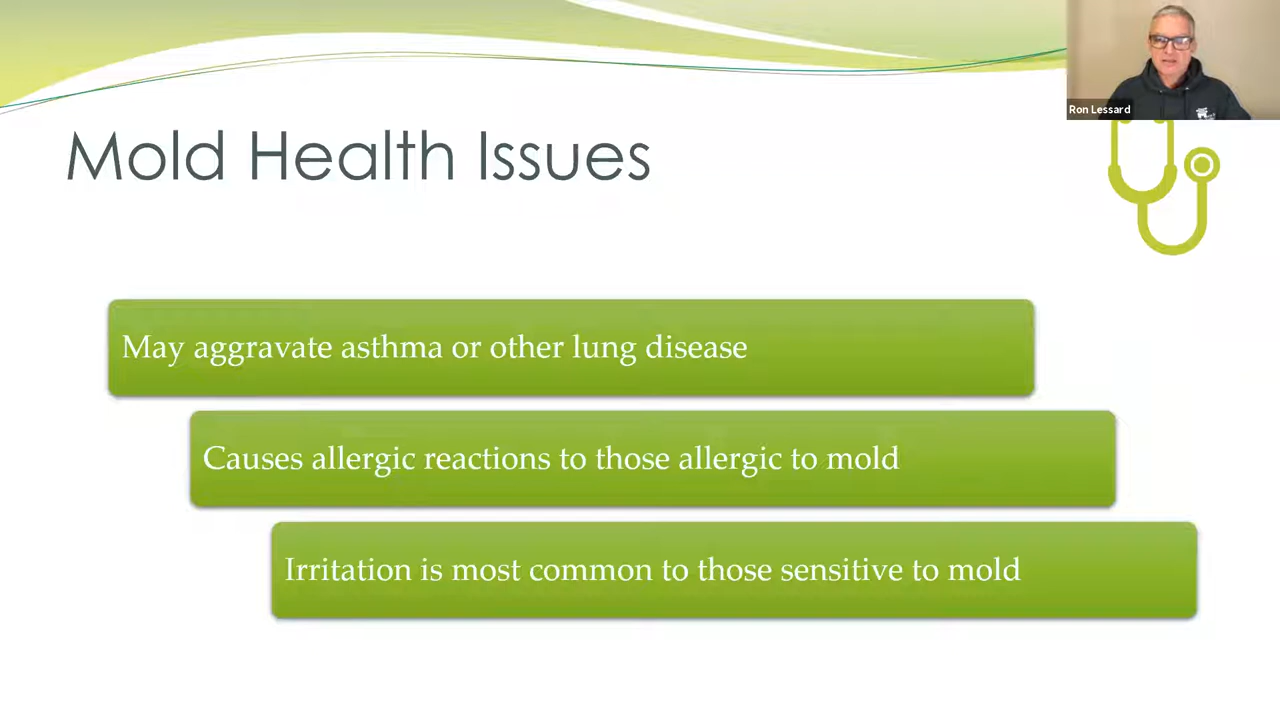 Ron Lessard
Mold Health Issues
May aggravate asthma or other lung disease
Causes allergic reactions to those allergic to mold
Irritation is most common to those sensitive to mold